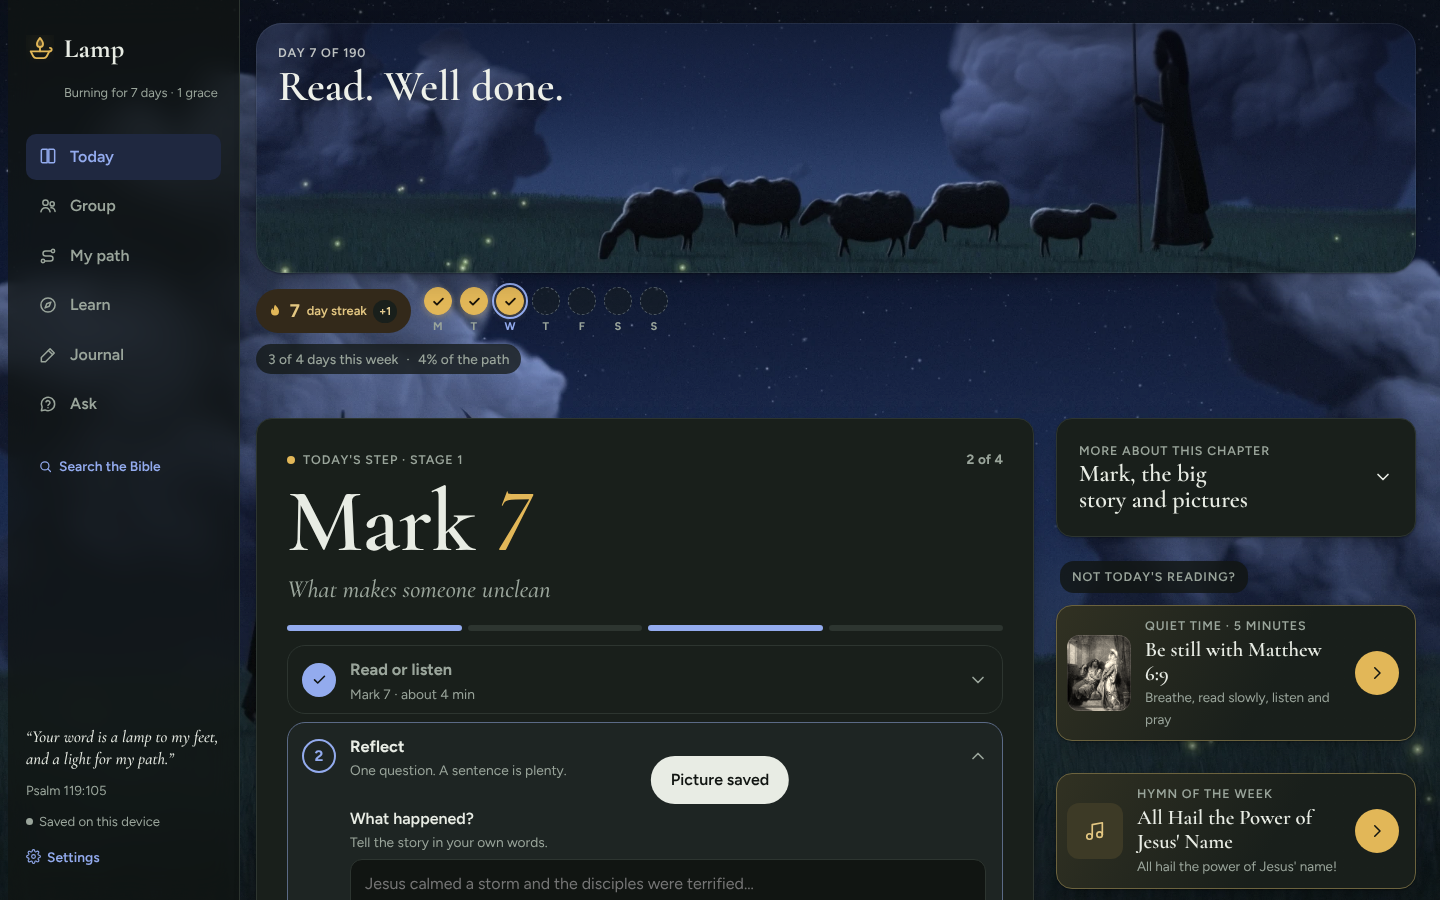 Lamp
Burning for 7 days · 1 grace
Today
Group
My path
Learn
Journal
Ask
Search the Bible
“Your word is a lamp to my feet,
and a light for my path.”
Psalm 119:105
Saved on this device
Settings
DAY 7 OF 190
Read. Well done.
7 day streak +1
M T W T F S S
3 of 4 days this week · 4% of the path
TODAY'S STEP · STAGE 1
2 of 4
Mark 7
What makes someone unclean
Read or listen
Mark 7 · about 4 min
2
Reflect
One question. A sentence is plenty.
Picture saved
What happened?
Tell the story in your own words.
Jesus calmed a storm and the disciples were terrified...
MORE ABOUT THIS CHAPTER
Mark, the big
story and pictures
NOT TODAY'S READING?
QUIET TIME · 5 MINUTES
Be still with Matthew
6:9
Breathe, read slowly, listen and
pray
HYMN OF THE WEEK
All Hail the Power of
Jesus' Name
All hail the power of Jesus' name!